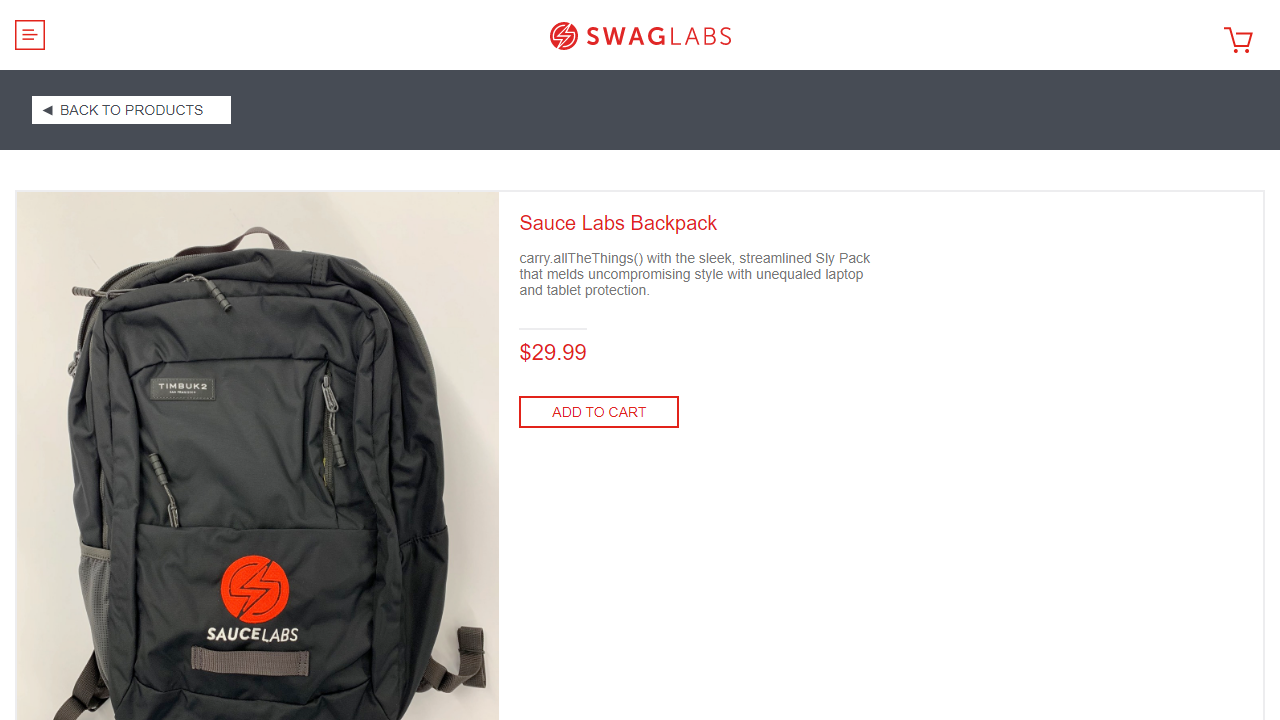 SWAGLABS
◄ BACK TO PRODUCTS
Sauce Labs Backpack
carry.allTheThings() with the sleek, streamlined Sly Pack
that melds uncompromising style with unequaled laptop
and tablet protection.
$29.99
ADD TO CART
TIMBUK2
SAUCELABS